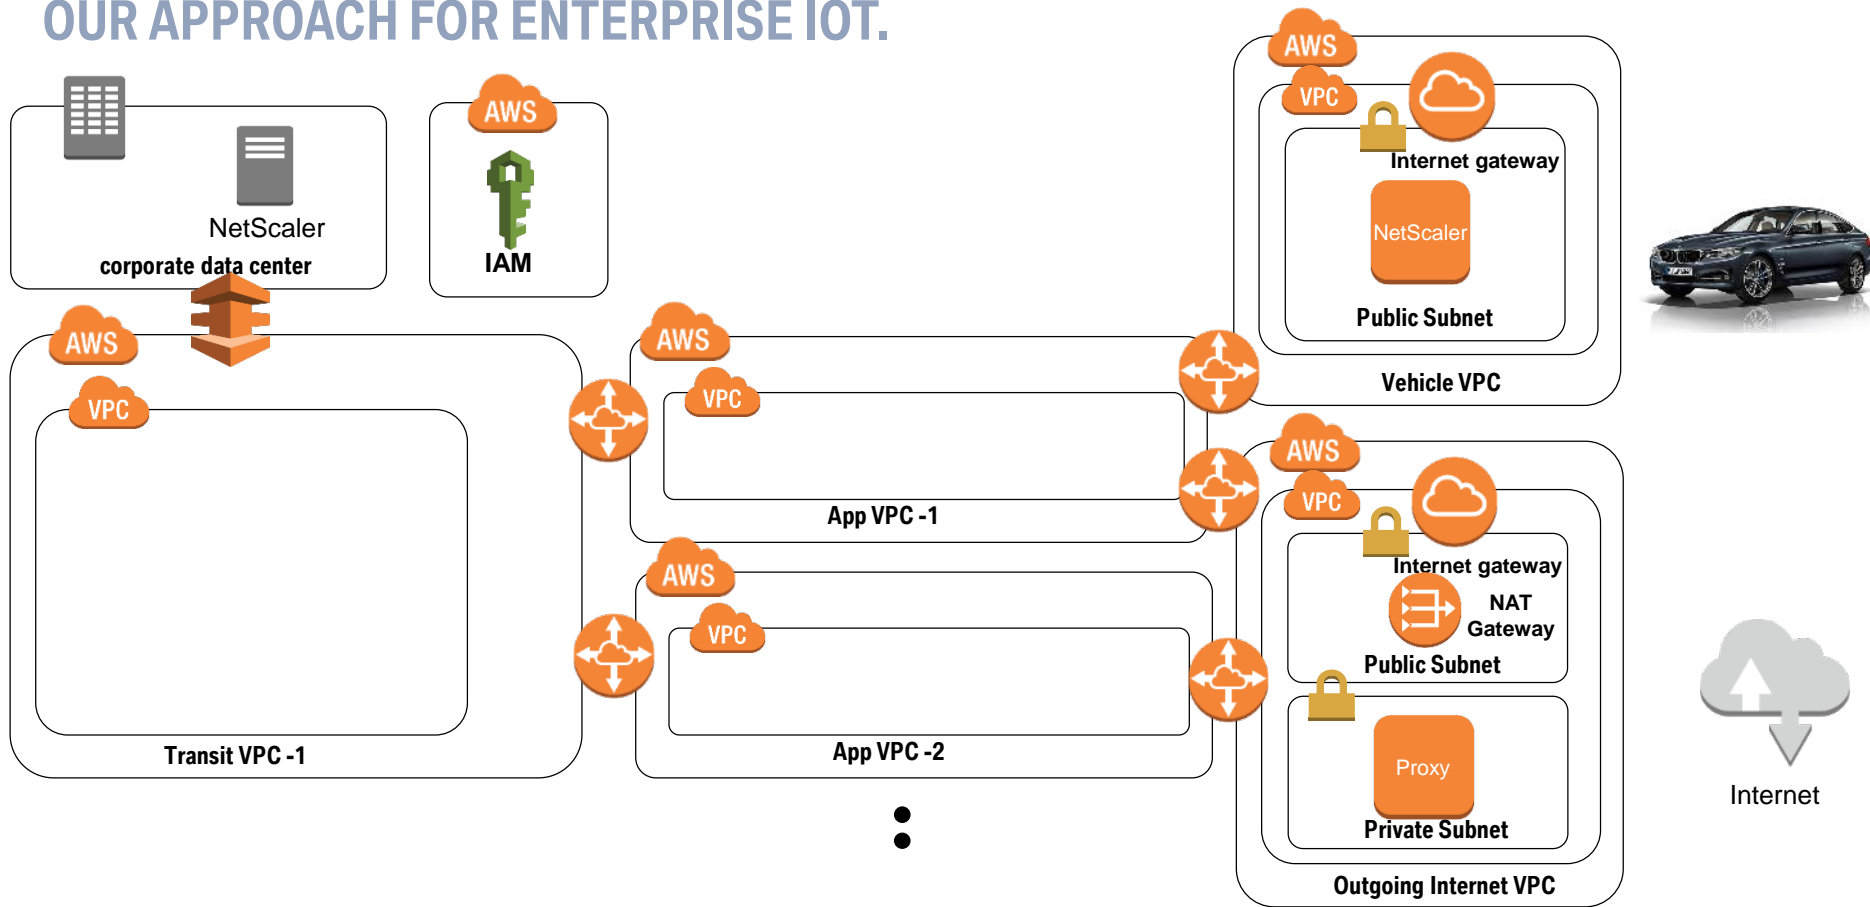 OUR APPROACH FOR ENTERPRISE IOT.
NetScaler
corporate data center
AWS
IAM
AWS
VPC
Transit VPC -1
AWS
VPC
App VPC -1
AWS
VPC
App VPC -2
AWS
VPC
Internet gateway
NetScaler
Public Subnet
Vehicle VPC
AWS
VPC
Internet gateway
NAT
Gateway
Public Subnet
Proxy
Private Subnet
Outgoing Internet VPC
Internet